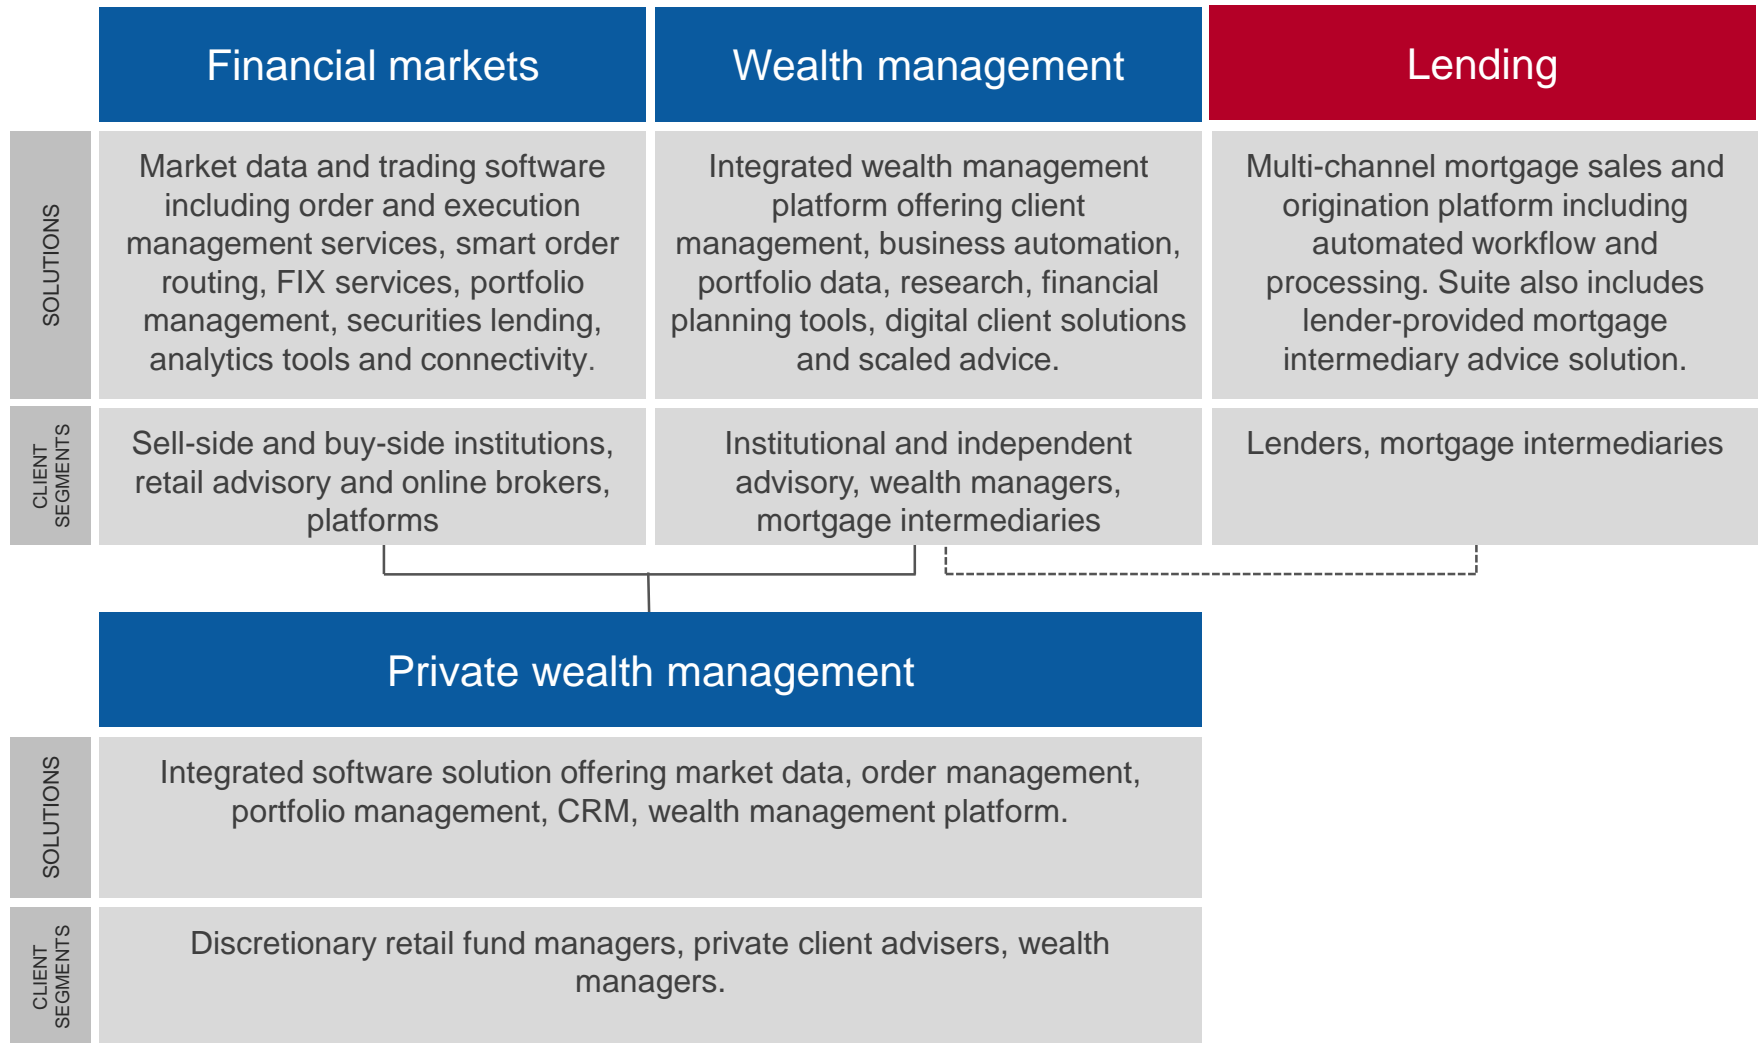 Financial markets
Wealth management
Lending
SOLUTIONS
Market data and trading software
including order and execution
management services, smart order
routing, FIX services, portfolio
management, securities lending,
analytics tools and connectivity.
Integrated wealth management
platform offering client
management, business automation,
portfolio data, research, financial
planning tools, digital client solutions
and scaled advice.
Multi-channel mortgage sales and
origination platform including
automated workflow and
processing. Suite also includes
lender-provided mortgage
intermediary advice solution.
CLIENT
SEGMENTS
Sell-side and buy-side institutions,
retail advisory and online brokers,
platforms
Institutional and independent
advisory, wealth managers,
mortgage intermediaries
Lenders, mortgage intermediaries
Private wealth management
SOLUTIONS
Integrated software solution offering market data, order management,
portfolio management, CRM, wealth management platform.
CLIENT
SEGMENTS
Discretionary retail fund managers, private client advisers, wealth
managers.